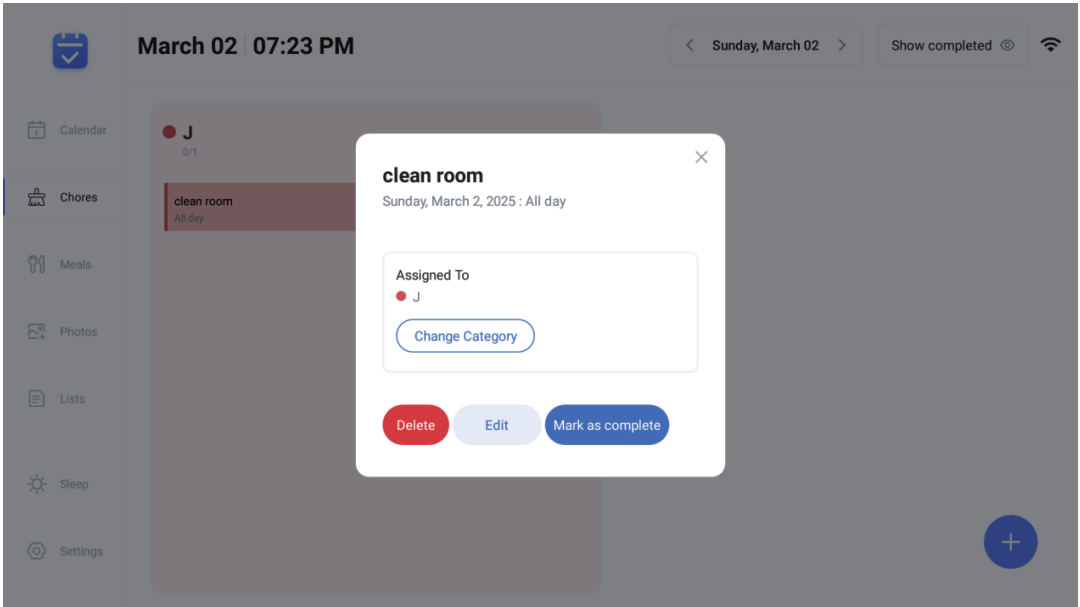 March 02 07:23 PM
Sunday, March 02
Show completed
Calendar
Chores
Meals
Photos
Lists
Sleep
Settings
J
0/1
clean room
All day
clean room
Sunday, March 2, 2025 : All day
Assigned To
J
Change Category
Delete
Edit
Mark as complete